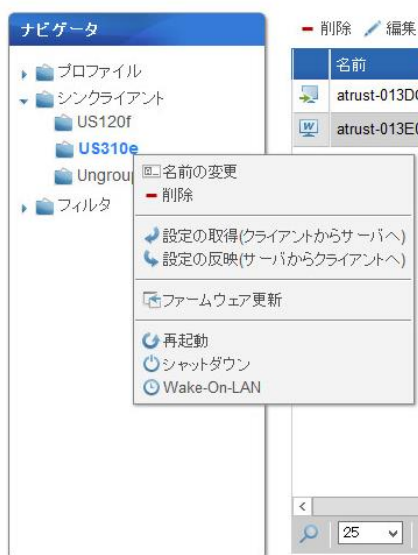 ナビゲータ
プロファイル
シンクライアント
US120f
US310e
Ungrou
フィルタ
名前の変更
削除
設定の取得(クライアントからサーバへ)
設定の反映(サーバからクライアントへ)
ファームウェア更新
再起動
シャットダウン
Wake-On-LAN
削除 編集
名前
atrust-013D
atrust-013E
25